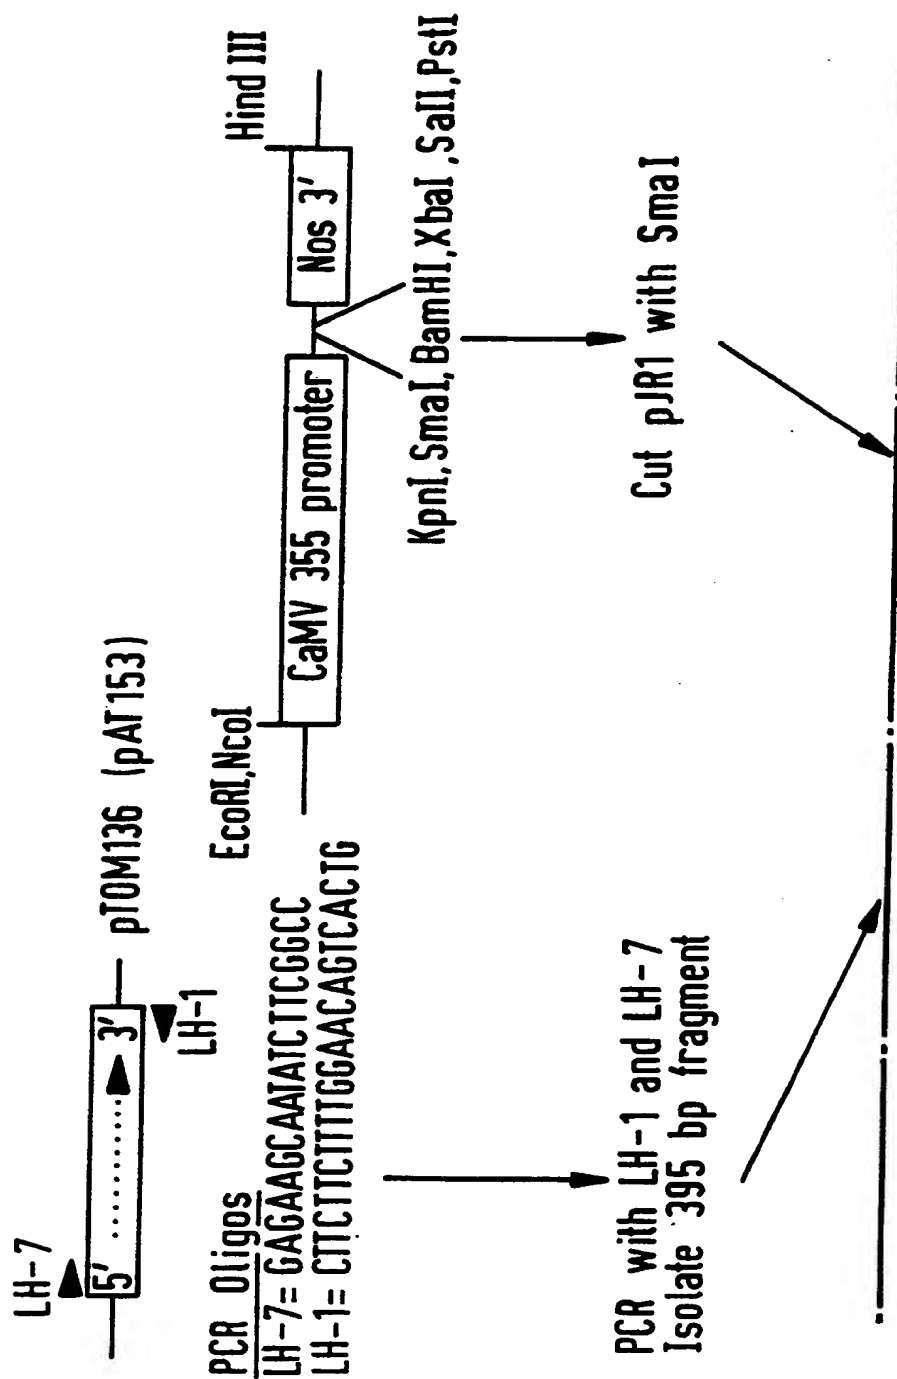 LH-7
5' 3'
LH-1
pTOM136 (pAT153)
PCR Oligos
LH-7= GAGAAGCAATATCTTCGGCC
LH-1= CTTCTTCTTTTGGAACAGTCACTG
EcoRI,NcoI
Hind III
CaMV 355 promoter
Nos 3'
KpnI,SmaI,BamHI,XbaI,SalI,PstI
PCR with LH-1 and LH-7
Isolate 395 bp fragment
Cut pJR1 with SmaI